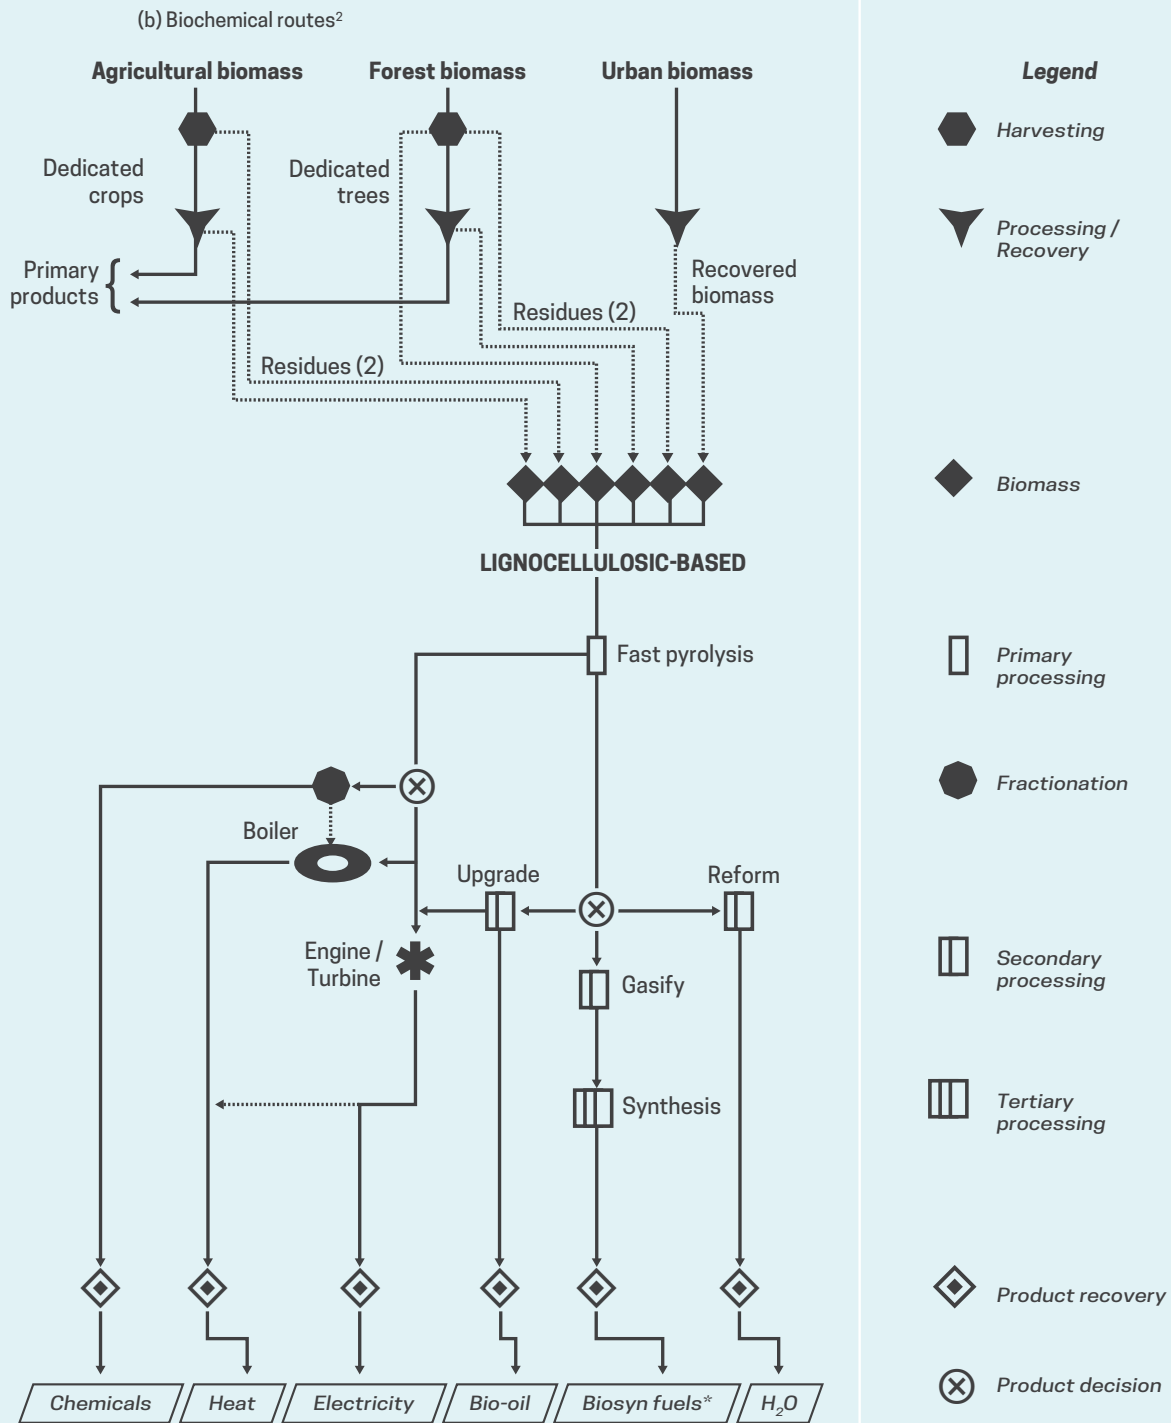 (b) Biochemical routes²
Agricultural biomass
Forest biomass
Urban biomass
Legend
Harvesting
Dedicated
crops
Dedicated
trees
Processing /
Recovery
Primary
products
Recovered
biomass
Residues (2)
Residues (2)
Biomass
LIGNOCELLULOSIC-BASED
Fast pyrolysis
Primary
processing
Fractionation
Boiler
Upgrade
Reform
Engine /
Turbine
Gasify
Secondary
processing
Synthesis
Tertiary
processing
Product recovery
Product decision
Chemicals
Heat
Electricity
Bio-oil
Biosyn fuels*
H₂O